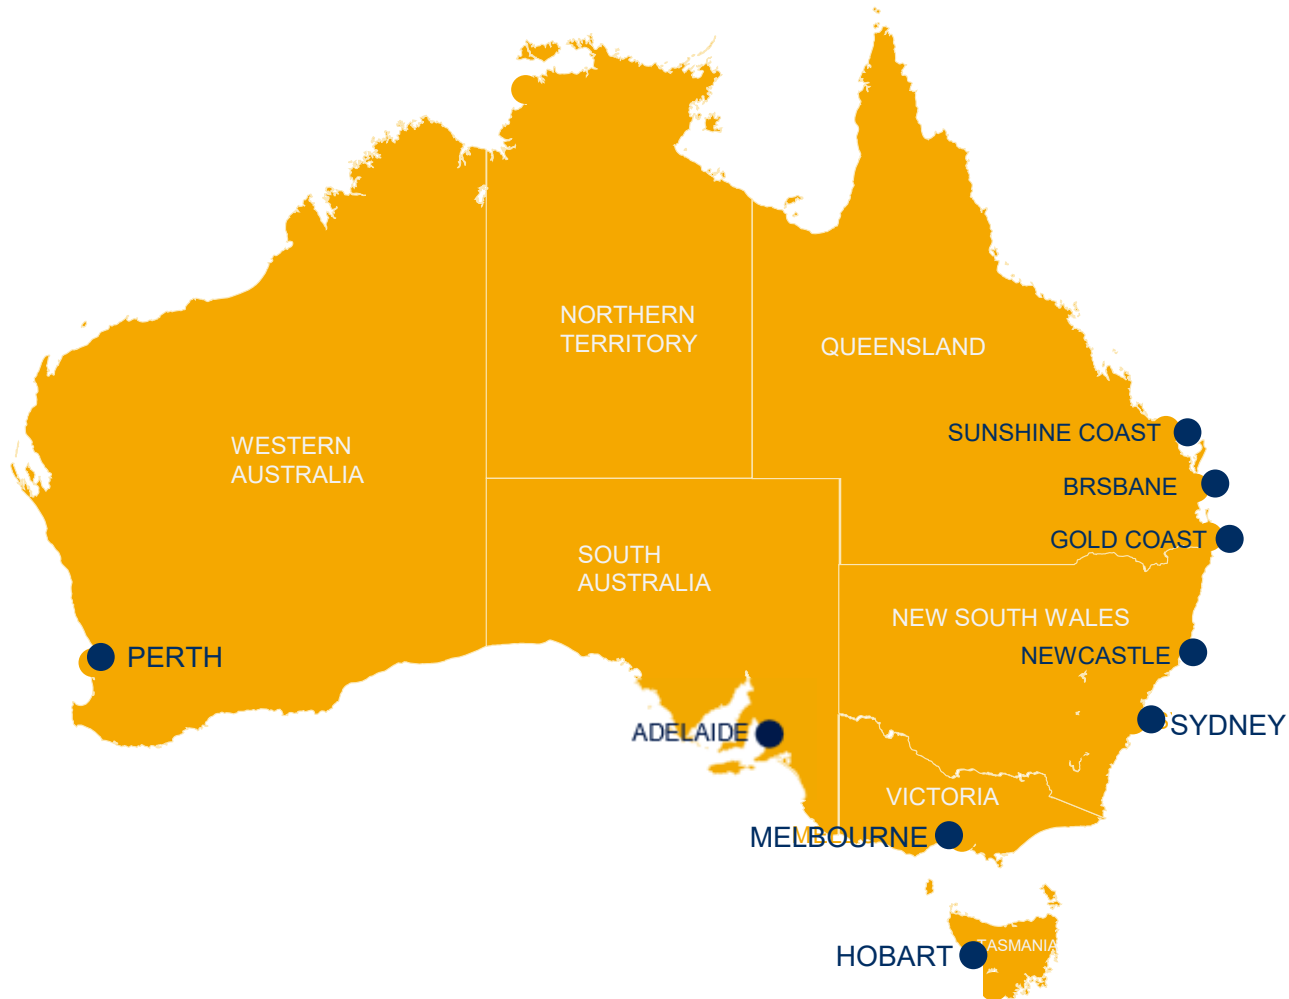 NORTHERN
TERRITORY
QUEENSLAND
SUNSHINE COAST
WESTERN
AUSTRALIA
BRSBANE
GOLD COAST
SOUTH
AUSTRALIA
NEW SOUTH WALES
NEWCASTLE
PERTH
SYDNEY
ADELAIDE
VICTORIA
MELBOURNE
TASMANIA
HOBART